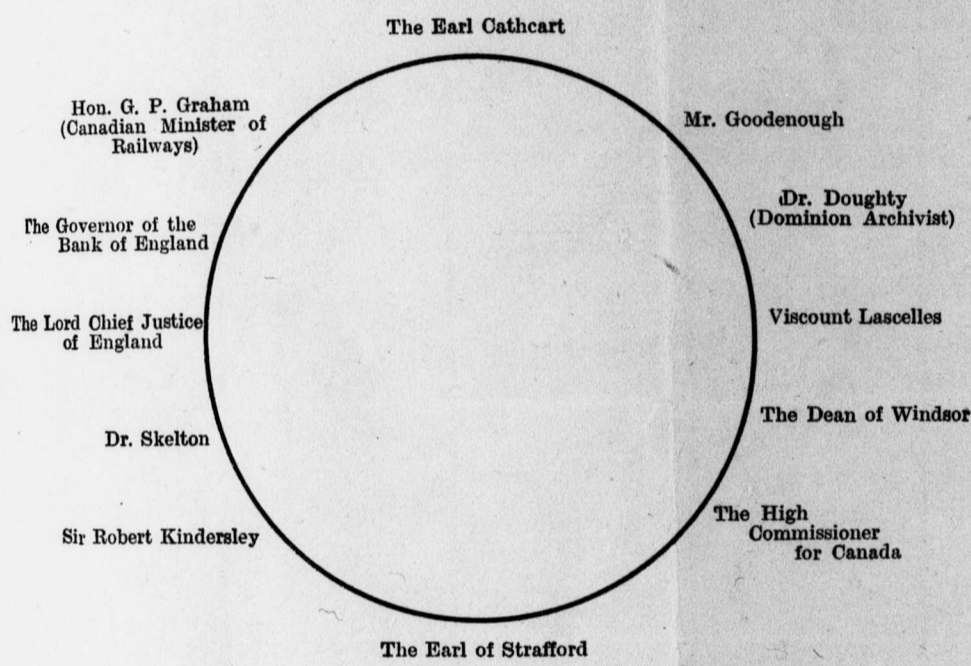 The Earl Cathcart
Hon. G. P. Graham
(Canadian Minister of
Railways)
Mr. Goodenough
Dr. Doughty
(Dominion Archivist)
The Governor of the
Bank of England
The Lord Chief Justice
of England
Viscount Lascelles
The Dean of Windsor
Dr. Skelton
The High
Commissioner
for Canada
Sir Robert Kindersley
The Earl of Strafford